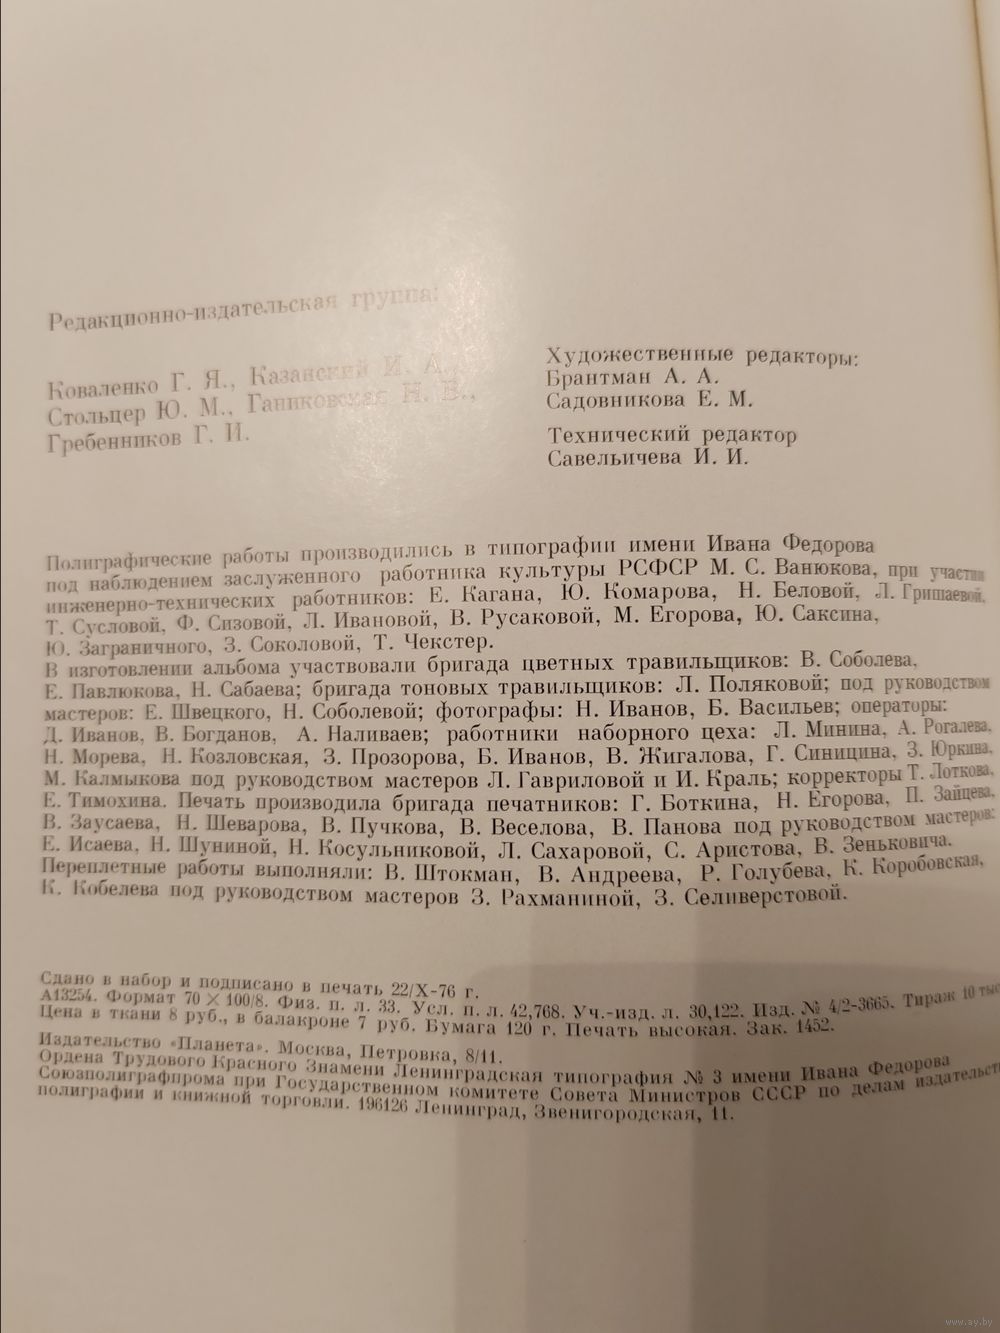 Редакционно-издательская группа:
Коваленко Г. Я., Казанский И. А.,
Стольцер Ю. М., Ганиковская Н. В.,
Гребенников Г. И.
Художественные редакторы:
Брантман А. А.
Садовникова Е. М.
Технический редактор
Савельичева И. И.
Полиграфические работы производились в типографии имени Ивана Федорова
под наблюдением заслуженного работника культуры РСФСР М. С. Ванюкова, при участии
инженерно-технических работников: Е. Кагана, Ю. Комарова, Н. Беловой, Л. Гришаевой,
Т. Сусловой, Ф. Сизовой, Л. Ивановой, В. Русаковой, М. Егорова, Ю. Саксина,
Ю. Заграничного, З. Соколовой, Т. Чекстер.
В изготовлении альбома участвовали бригада цветных травильщиков: В. Соболева,
Е. Павлюкова, Н. Сабаева; бригада тоновых травильщиков: Л. Поляковой; под руководством
мастеров: Е. Швецкого, Н. Соболевой; фотографы: Н. Иванов, Б. Васильев; операторы:
Д. Иванов, В. Богданов, А. Наливаев; работники наборного цеха: Л. Минина, А. Рогалева,
Н. Морева, Н. Козловская, З. Прозорова, Б. Иванов, В. Жигалова, Г. Синицина, З. Юркина,
М. Калмыкова под руководством мастеров Л. Гавриловой и И. Краль; корректоры Т. Лоткова,
Е. Тимохина. Печать производила бригада печатников: Г. Боткина, Н. Егорова, П. Зайцева,
В. Заусаева, Н. Шеварова, В. Пучкова, В. Веселова, В. Панова под руководством мастеров:
Е. Исаева, Н. Шуниной, Н. Косульниковой, Л. Сахаровой, С. Аристова, В. Зеньковича.
Переплетные работы выполняли: В. Штокман, В. Андреева, Р. Голубева, К. Коробовская,
К. Кобелева под руководством мастеров З. Рахманиной, З. Селиверстовой.
Сдано в набор и подписано в печать 22/X-76 г.
А13254. Формат 70 × 100/8. Физ. п. л. 33. Усл. п. л. 42,768. Уч.-изд. л. 30,122. Изд. № 4/2-3665. Тираж 10 тыс
Цена в ткани 8 руб., в балакроне 7 руб. Бумага 120 г. Печать высокая. Зак. 1452.
Издательство «Планета». Москва, Петровка, 8/11.
Ордена Трудового Красного Знамени Ленинградская типография № 3 имени Ивана Федорова
Союзполиграфпрома при Государственном комитете Совета Министров СССР по делам издательст
полиграфии и книжной торговли. 196126 Ленинград, Звенигородская, 11.
www.ay.by